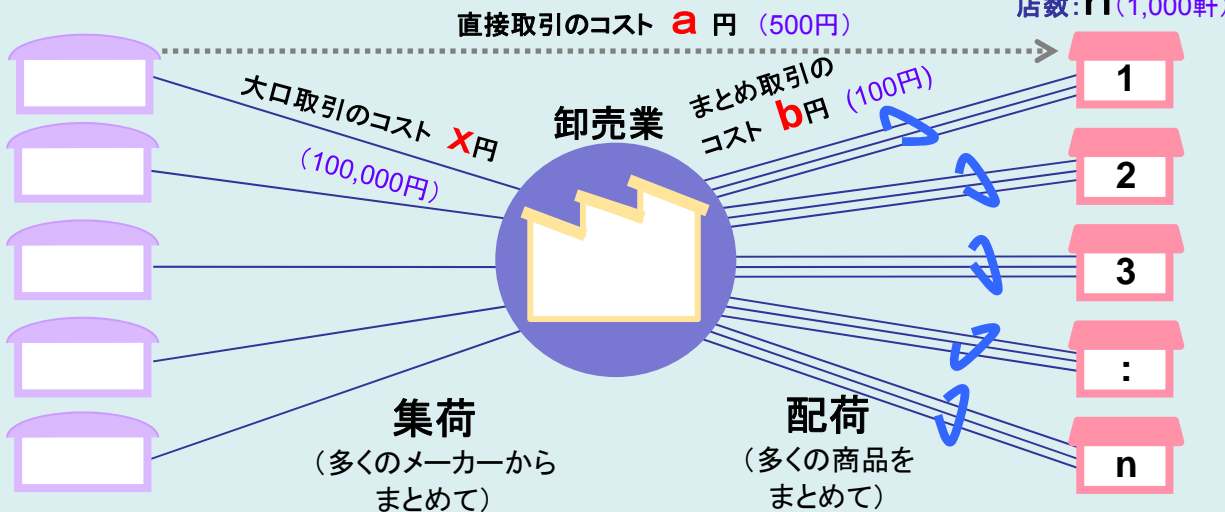 店数:n(1,000軒)
直接取引のコスト a 円 (500円)
大口取引のコスト x円
(100,000円)
卸売業
まとめ取引の
コスト b円 (100円)
1
2
3
:
n
集荷
(多くのメーカーから
まとめて)
配荷
(多くの商品を
まとめて)